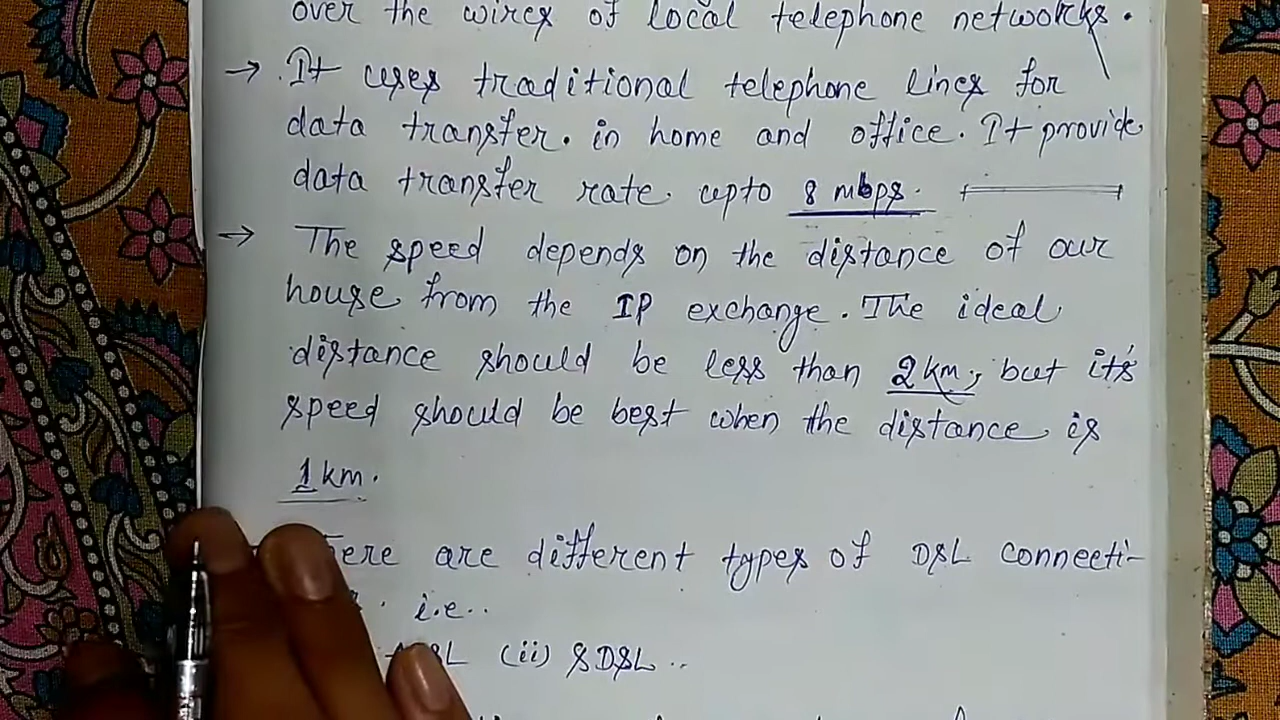 over the wires of local telephone networks.
→ It uses traditional telephone lines for
data transfer. in home and office. It provide
data transfer rate upto 8 mbps.
→ The speed depends on the distance of our
house from the IP exchange. The ideal
distance should be less than 2km, but it's
speed should be best when the distance is
1km.
are different types of DSL connecti-
i.e..
(ii) SDSL ..